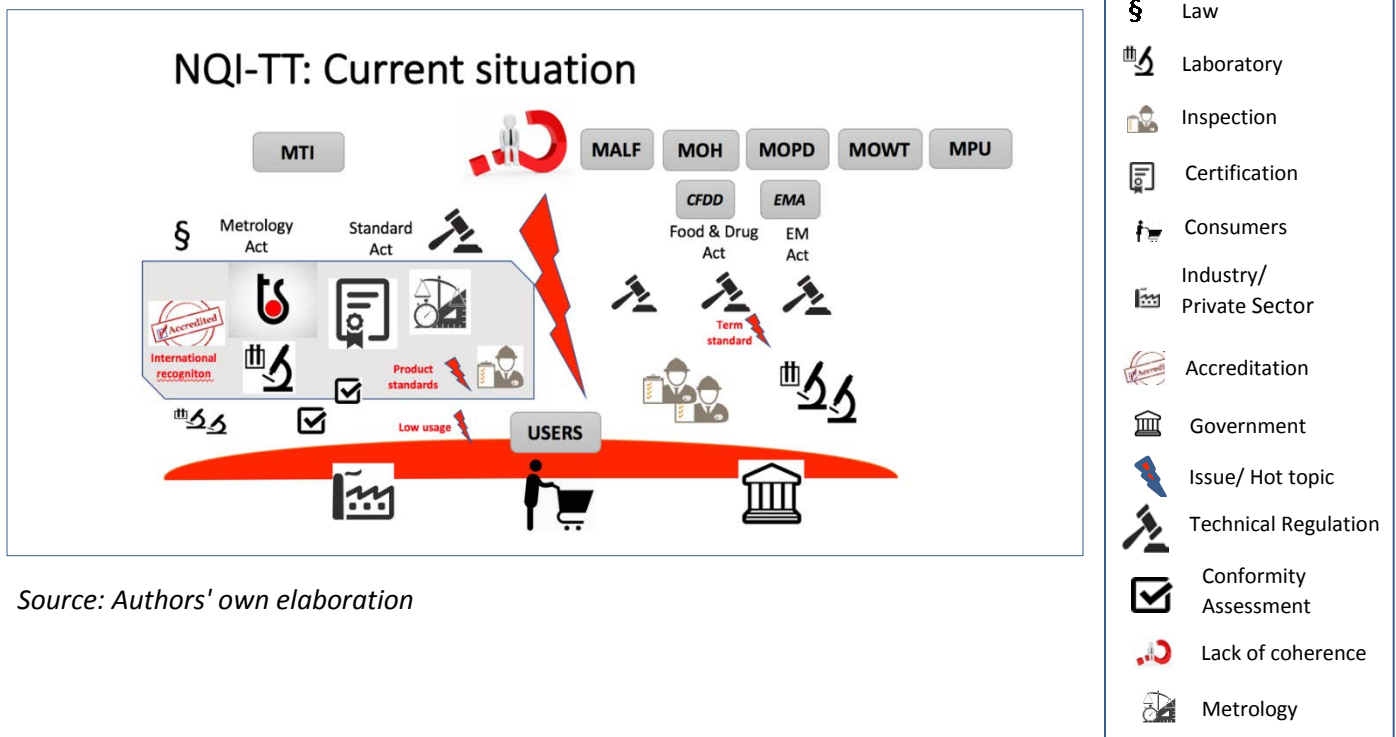 NQI-TT: Current situation
MTI
MALF
MOH
MOPD
MOWT
MPU
CFDD
EMA
§
Metrology
Act
Standard
Act
Food & Drug
Act
EM
Act
ts
Accredited
International
recogniton
Product
standards
Term
standard
Low usage
USERS
Source: Authors' own elaboration
§
Law
Laboratory
Inspection
Certification
Consumers
Industry/
Private Sector
Accredi
Accreditation
Government
Issue/ Hot topic
Technical Regulation
Conformity
Assessment
Lack of coherence
Metrology